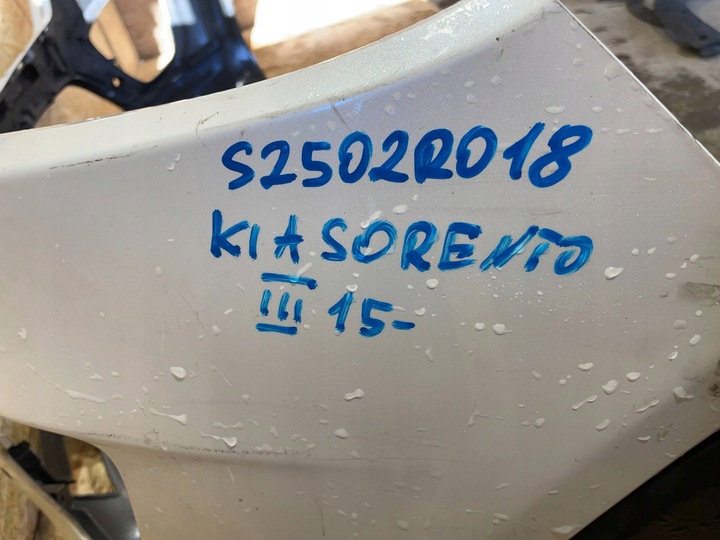 S2502R018
KIA SORENTO
III 15-